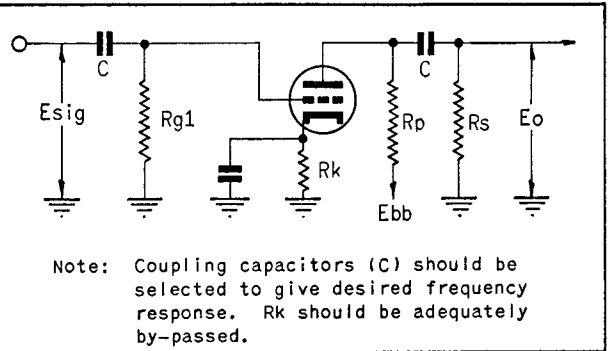 C
C
Esig
Rg1
Rk
Rp
Rs
Eo
Ebb
Note: Coupling capacitors (C) should be
selected to give desired frequency
response. Rk should be adequately
by-passed.